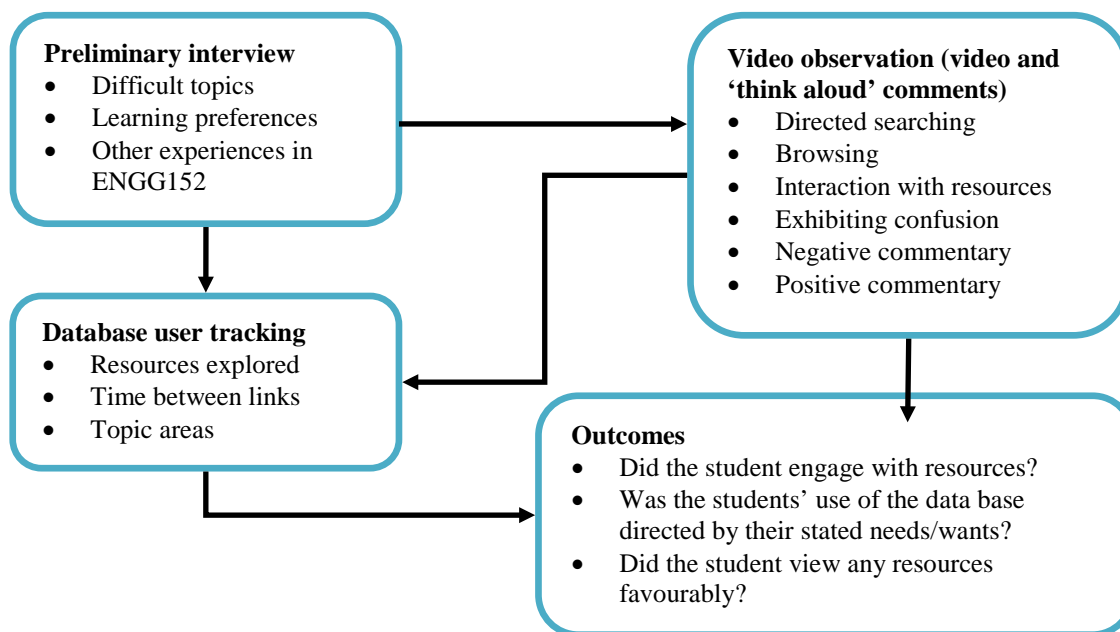 Preliminary interview
• Difficult topics
• Learning preferences
• Other experiences in
ENGG152
Video observation (video and
‘think aloud’ comments)
• Directed searching
• Browsing
• Interaction with resources
• Exhibiting confusion
• Negative commentary
• Positive commentary
Database user tracking
• Resources explored
• Time between links
• Topic areas
Outcomes
• Did the student engage with resources?
• Was the students’ use of the data base
directed by their stated needs/wants?
• Did the student view any resources
favourably?